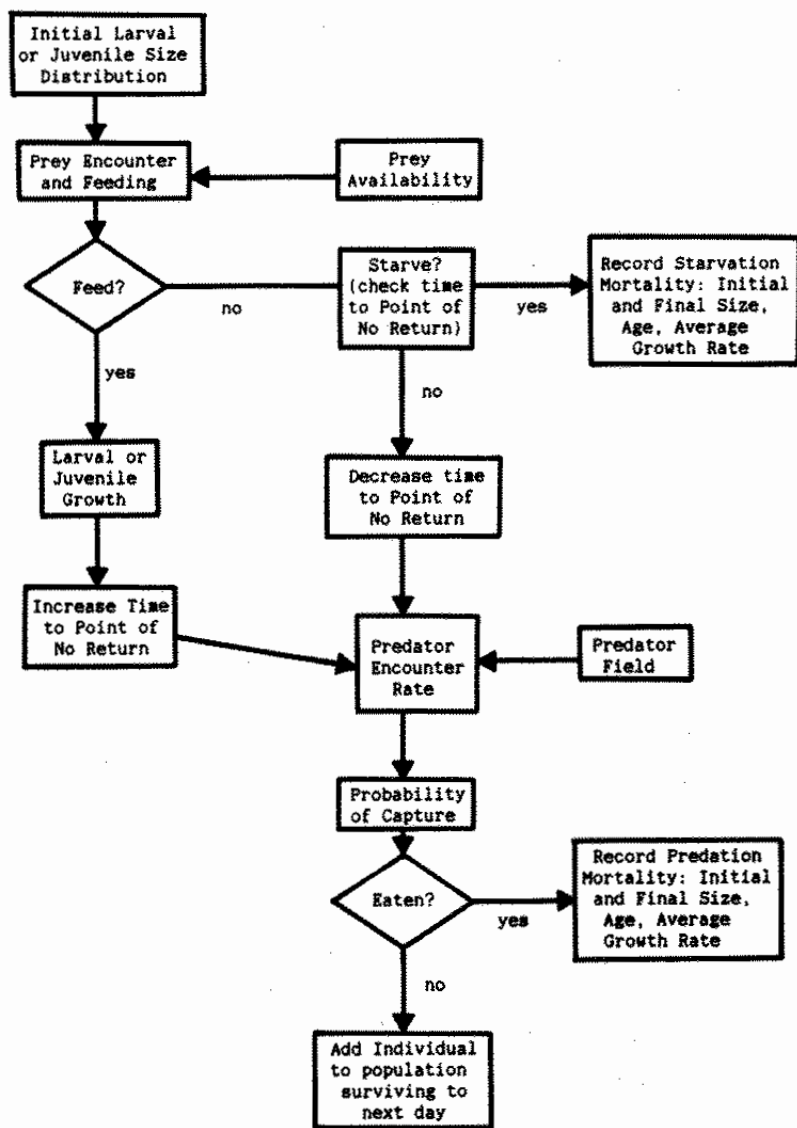 Initial Larval
or Juvenile Size
Distribution
Prey Encounter
and Feeding
Prey
Availability
Feed?
no
Starve?
(check time
to Point of
No Return)
yes
Record Starvation
Mortality: Initial
and Final Size,
Age, Average
Growth Rate
yes
no
Larval or
Juvenile
Growth
Decrease time
to Point of
No Return
Increase Time
to Point of
No Return
Predator
Encounter
Rate
Predator
Field
Probability
of Capture
Eaten?
yes
Record Predation
Mortality: Initial
and Final Size,
Age, Average
Growth Rate
no
Add Individual
to population
surviving to
next day